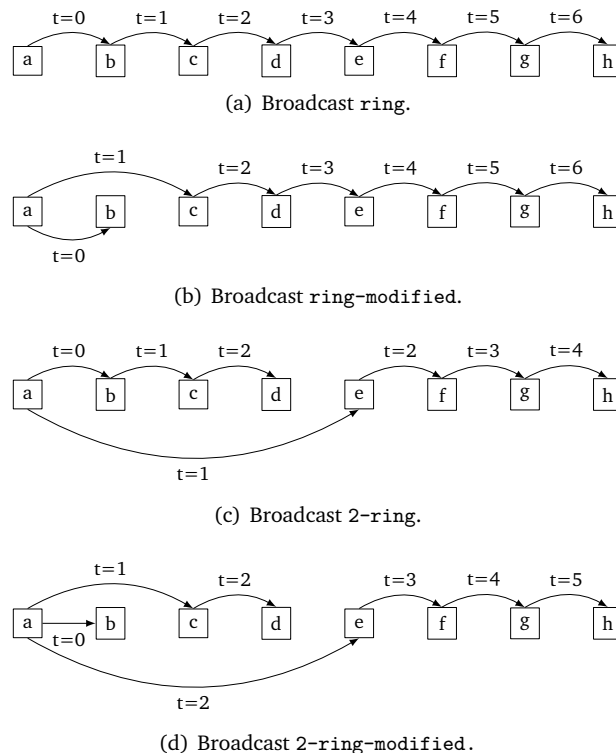 t=0 t=1 t=2 t=3 t=4 t=5 t=6
a b c d e f g h
(a) Broadcast ring.
t=1 t=2 t=3 t=4 t=5 t=6
a b c d e f g h
t=0
(b) Broadcast ring-modified.
t=0 t=1 t=2 t=2 t=3 t=4
a b c d e f g h
t=1
(c) Broadcast 2-ring.
t=1 t=2 t=3 t=4 t=5
a b c d e f g h
t=0
t=2
(d) Broadcast 2-ring-modified.